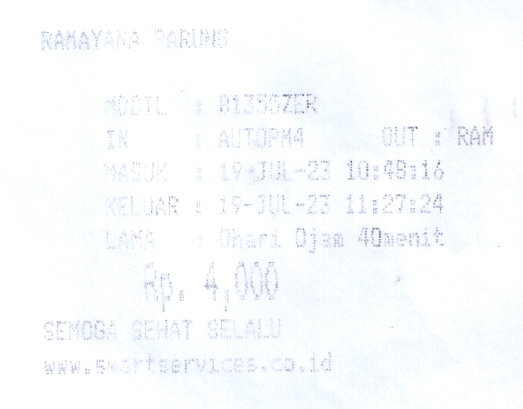 RAMAYANA PARUNG
MOBIL : B1355ZER
IN : AUTOPM4 OUT : RAM
MASUK : 19-JUL-23 10:48:16
KELUAR : 19-JUL-23 11:27:24
LAMA : 0hari 0jam 40menit
Rp. 4,000
SEMOGA SEHAT SELALU
www.smartservices.co.id